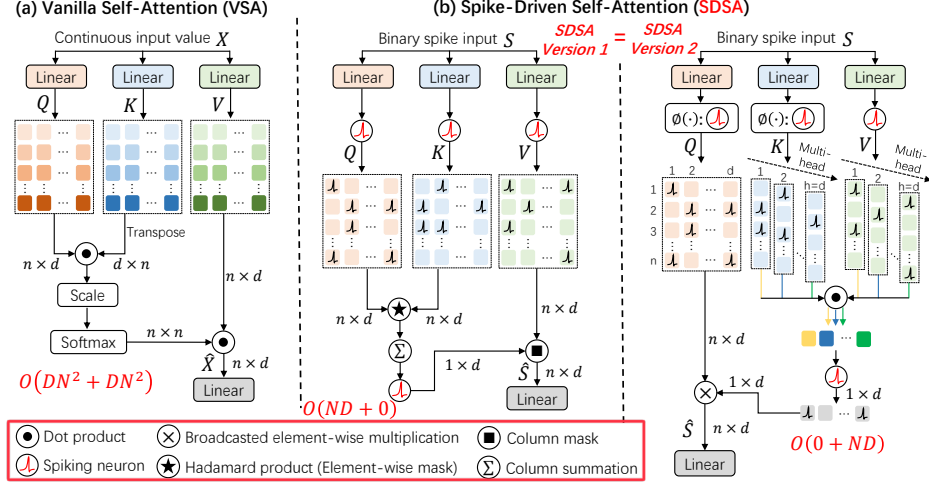 (a) Vanilla Self-Attention (VSA)
Continuous input value X
Linear
Linear
Linear
Q
K
V
...
...
...
Transpose
n × d
d × n
n × d
Scale
Softmax
n × n
X̂
n × d
O(DN² + DN²)
Linear
(b) Spike-Driven Self-Attention (SDSA)
Binary spike input S
SDSA Version 1
=
SDSA Version 2
Linear
Linear
Linear
Q
K
V
n × d
n × d
n × d
Σ
1 × d
Ŝ
n × d
O(ND + 0)
Linear
Binary spike input S
Linear
Linear
Linear
∅(·):
∅(·):
Q
K
V
Multi-head
Multi-head
1 2 ... d
1
2
3
n
1 2 h=d
1 2 h=d
n × d
1 × d
1 × d
Ŝ
n × d
O(0 + ND)
Linear
Dot product
Broadcasted element-wise multiplication
Column mask
Spiking neuron
Hadamard product (Element-wise mask)
Σ Column summation